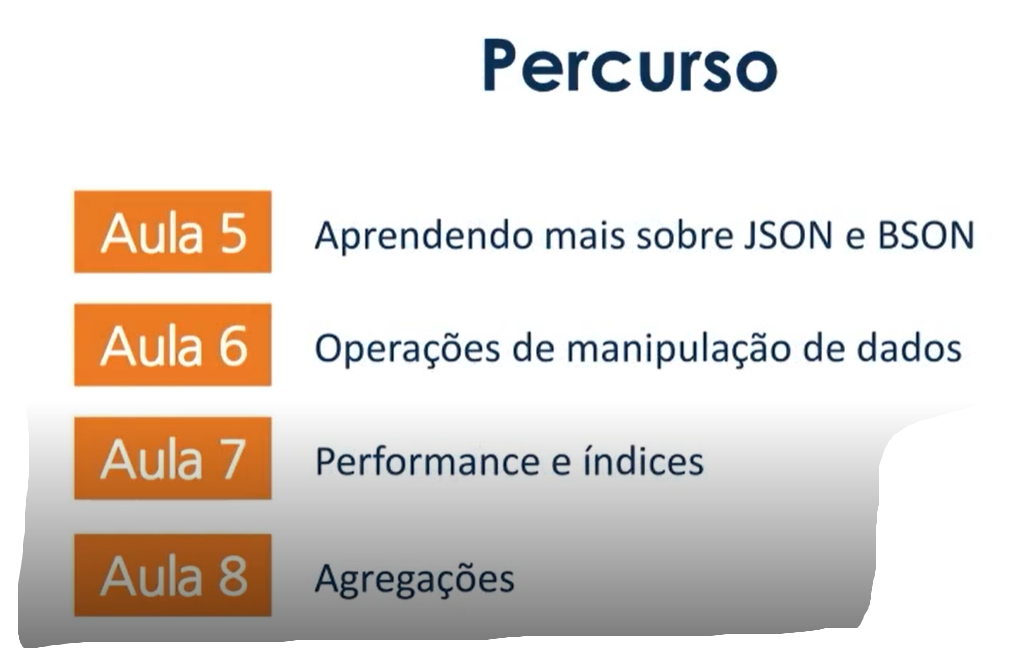 Percurso
Aula 5 Aprendendo mais sobre JSON e BSON
Aula 6 Operações de manipulação de dados
Aula 7 Performance e índices
Aula 8 Agregações